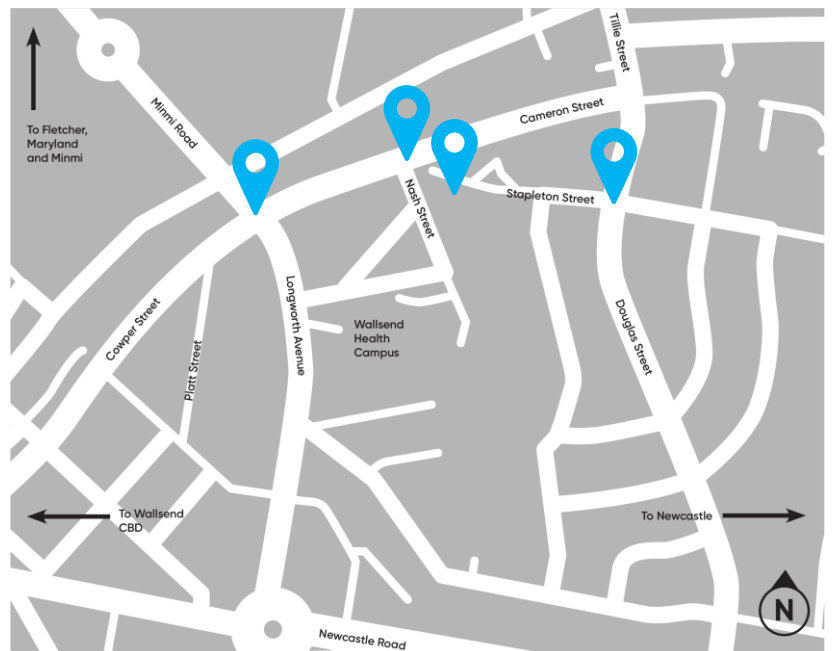 Tillie Street
Minmi Road
Cameron Street
To Fletcher,
Maryland
and Minmi
Nash Street
Stapleton Street
Longworth Avenue
Cowper Street
Wallsend
Health
Campus
Douglas Street
Platt Street
To Wallsend
CBD
To Newcastle
N
Newcastle Road